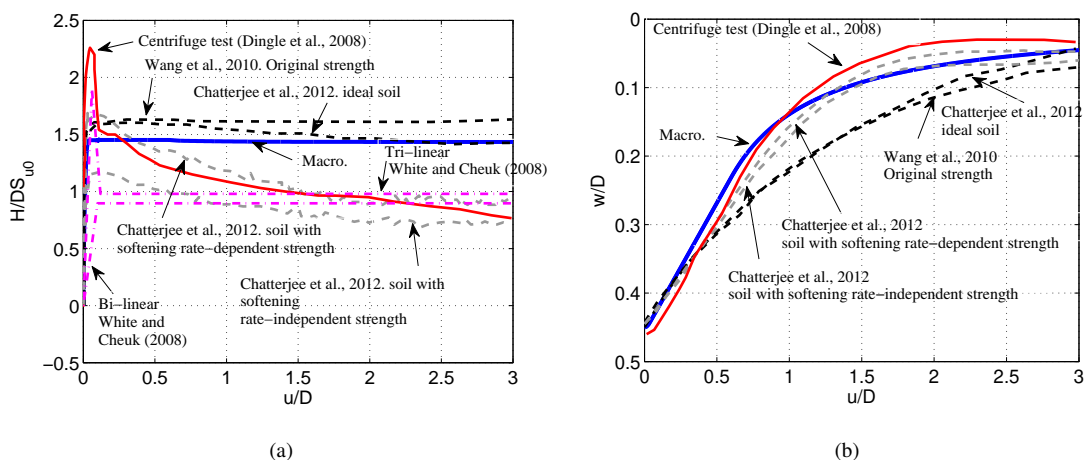 2.5
2
1.5
1
0.5
0
−0.5
H/DS_u0
0 0.5 1 1.5 2 2.5 3
u/D
Centrifuge test (Dingle et al., 2008)
Wang et al., 2010. Original strength
Chatterjee et al., 2012. ideal soil
Macro.
Tri−linear
White and Cheuk (2008)
Chatterjee et al., 2012. soil with
softening rate−dependent strength
Chatterjee et al., 2012. soil with
softening
rate−independent strength
Bi−linear
White and
Cheuk (2008)
(a)
0
0.1
0.2
0.3
0.4
0.5
w/D
0 0.5 1 1.5 2 2.5 3
u/D
Centrifuge test (Dingle et al., 2008)
Macro.
Chatterjee et al., 2012
ideal soil
Wang et al., 2010
Original strength
Chatterjee et al., 2012
soil with softening rate−dependent strength
Chatterjee et al., 2012
soil with softening rate−independent strength
(b)